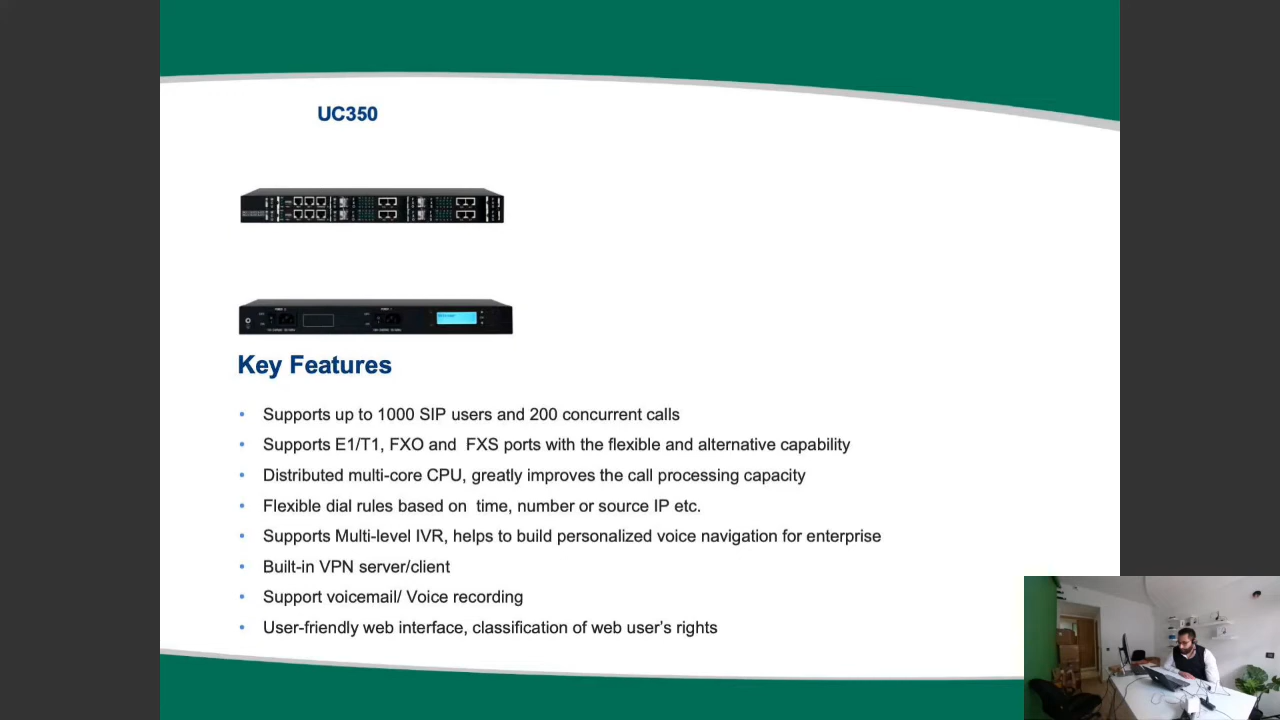 UC350
Key Features
• Supports up to 1000 SIP users and 200 concurrent calls
• Supports E1/T1, FXO and  FXS ports with the flexible and alternative capability
• Distributed multi-core CPU, greatly improves the call processing capacity
• Flexible dial rules based on  time, number or source IP etc.
• Supports Multi-level IVR, helps to build personalized voice navigation for enterprise
• Built-in VPN server/client
• Support voicemail/ Voice recording
• User-friendly web interface, classification of web user’s rights